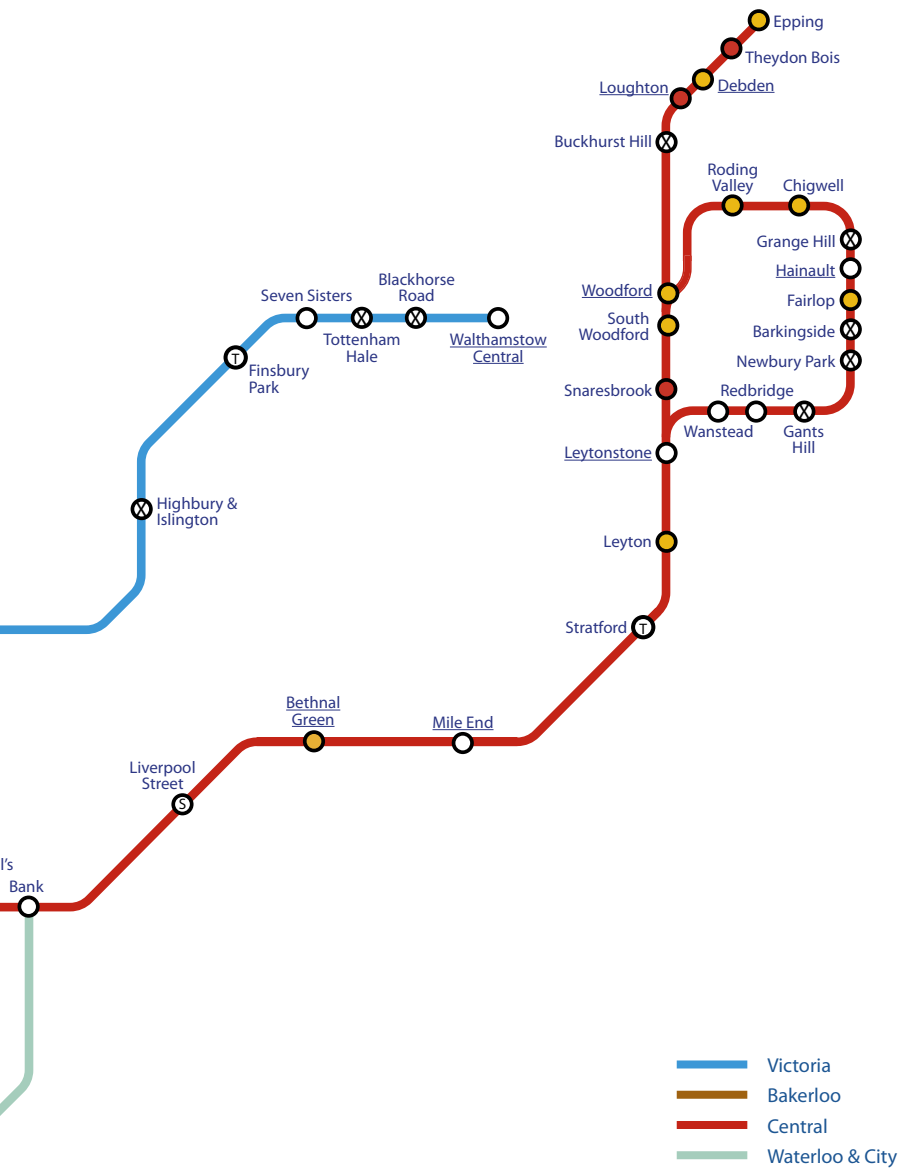 Epping
Theydon Bois
Debden
Loughton
Buckhurst Hill
Roding
Valley
Chigwell
Grange Hill
X
Hainault
Fairlop
Barkingside
X
Newbury Park
X
Redbridge
Wanstead
Gants
Hill
X
X
Woodford
South
Woodford
Snaresbrook
Leytonstone
Leyton
Stratford
T
Blackhorse
Road
Seven Sisters
X
X
Tottenham
Hale
Walthamstow
Central
T
Finsbury
Park
X
Highbury &
Islington
Bethnal
Green
Mile End
Liverpool
Street
S
l's
Bank
Victoria
Bakerloo
Central
Waterloo & City